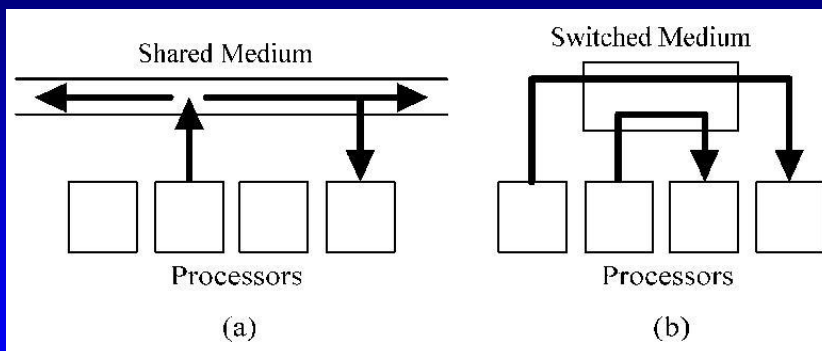 Shared Medium
Processors
(a)
Switched Medium
Processors
(b)